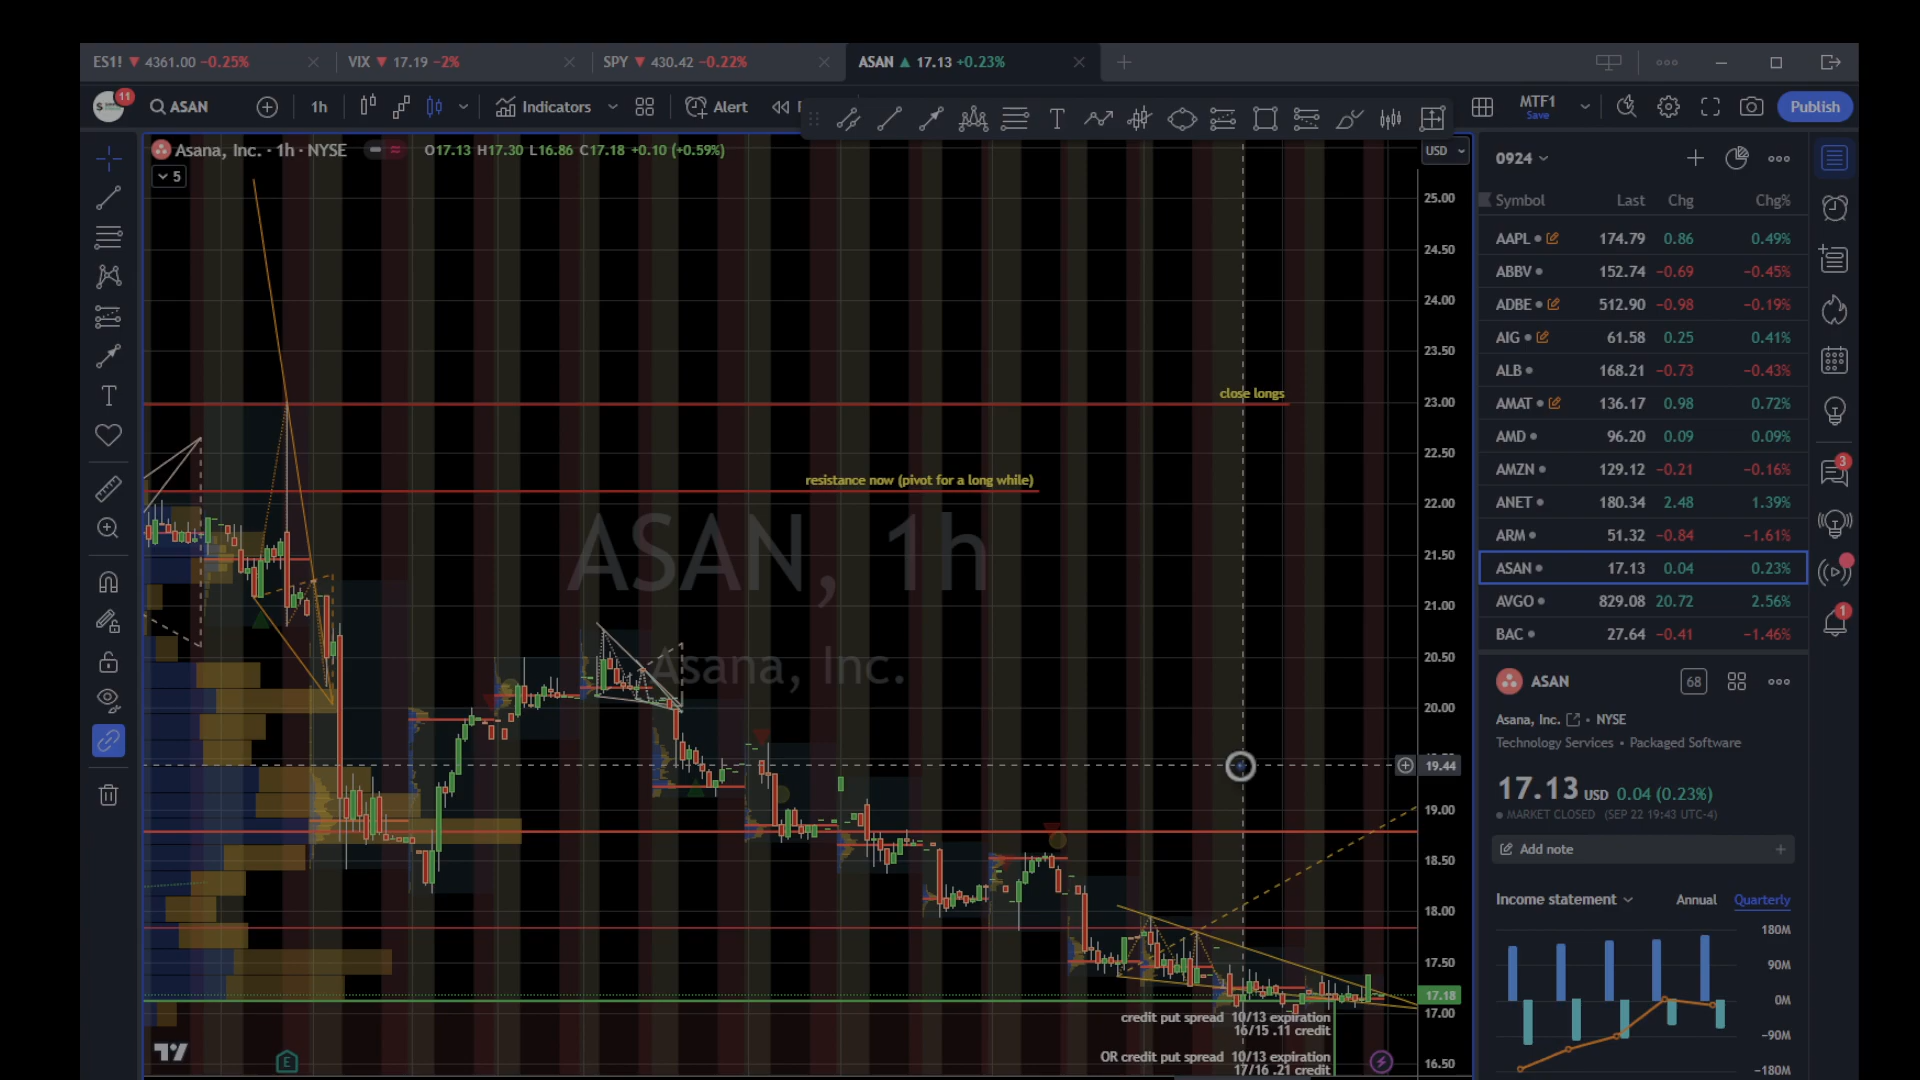 ES1! ▼ 4361.00 −0.25%
VIX ▼ 17.19 −2%
SPY ▼ 430.42 −0.22%
ASAN ▲ 17.13 +0.23%
11
ASAN
1h
Indicators
Alert
MTF1
Save
Publish
Asana, Inc. · 1h · NYSE
O17.13 H17.30 L16.86 C17.18 +0.10 (+0.59%)
5
USD
25.00
24.50
24.00
23.50
23.00
22.50
22.00
21.50
21.00
20.50
20.00
19.44
19.00
18.50
18.00
17.50
17.18
17.00
16.50
close longs
resistance now (pivot for a long while)
ASAN, 1h
Asana, Inc.
credit put spread 10/13 expiration
16/15 .11 credit
OR credit put spread 10/13 expiration
17/16 .21 credit
E
0924
Symbol Last Chg Chg%
AAPL 174.79 0.86 0.49%
ABBV 152.74 −0.69 −0.45%
ADBE 512.90 −0.98 −0.19%
AIG 61.58 0.25 0.41%
ALB 168.21 −0.73 −0.43%
AMAT 136.17 0.98 0.72%
AMD 96.20 0.09 0.09%
AMZN 129.12 −0.21 −0.16%
ANET 180.34 2.48 1.39%
ARM 51.32 −0.84 −1.61%
ASAN 17.13 0.04 0.23%
AVGO 829.08 20.72 2.56%
BAC 27.64 −0.41 −1.46%
ASAN
68
Asana, Inc. • NYSE
Technology Services • Packaged Software
17.13 USD 0.04 (0.23%)
MARKET CLOSED (SEP 22 19:43 UTC-4)
Add note
Income statement Annual Quarterly
180M
90M
0M
−90M
−180M
3
1